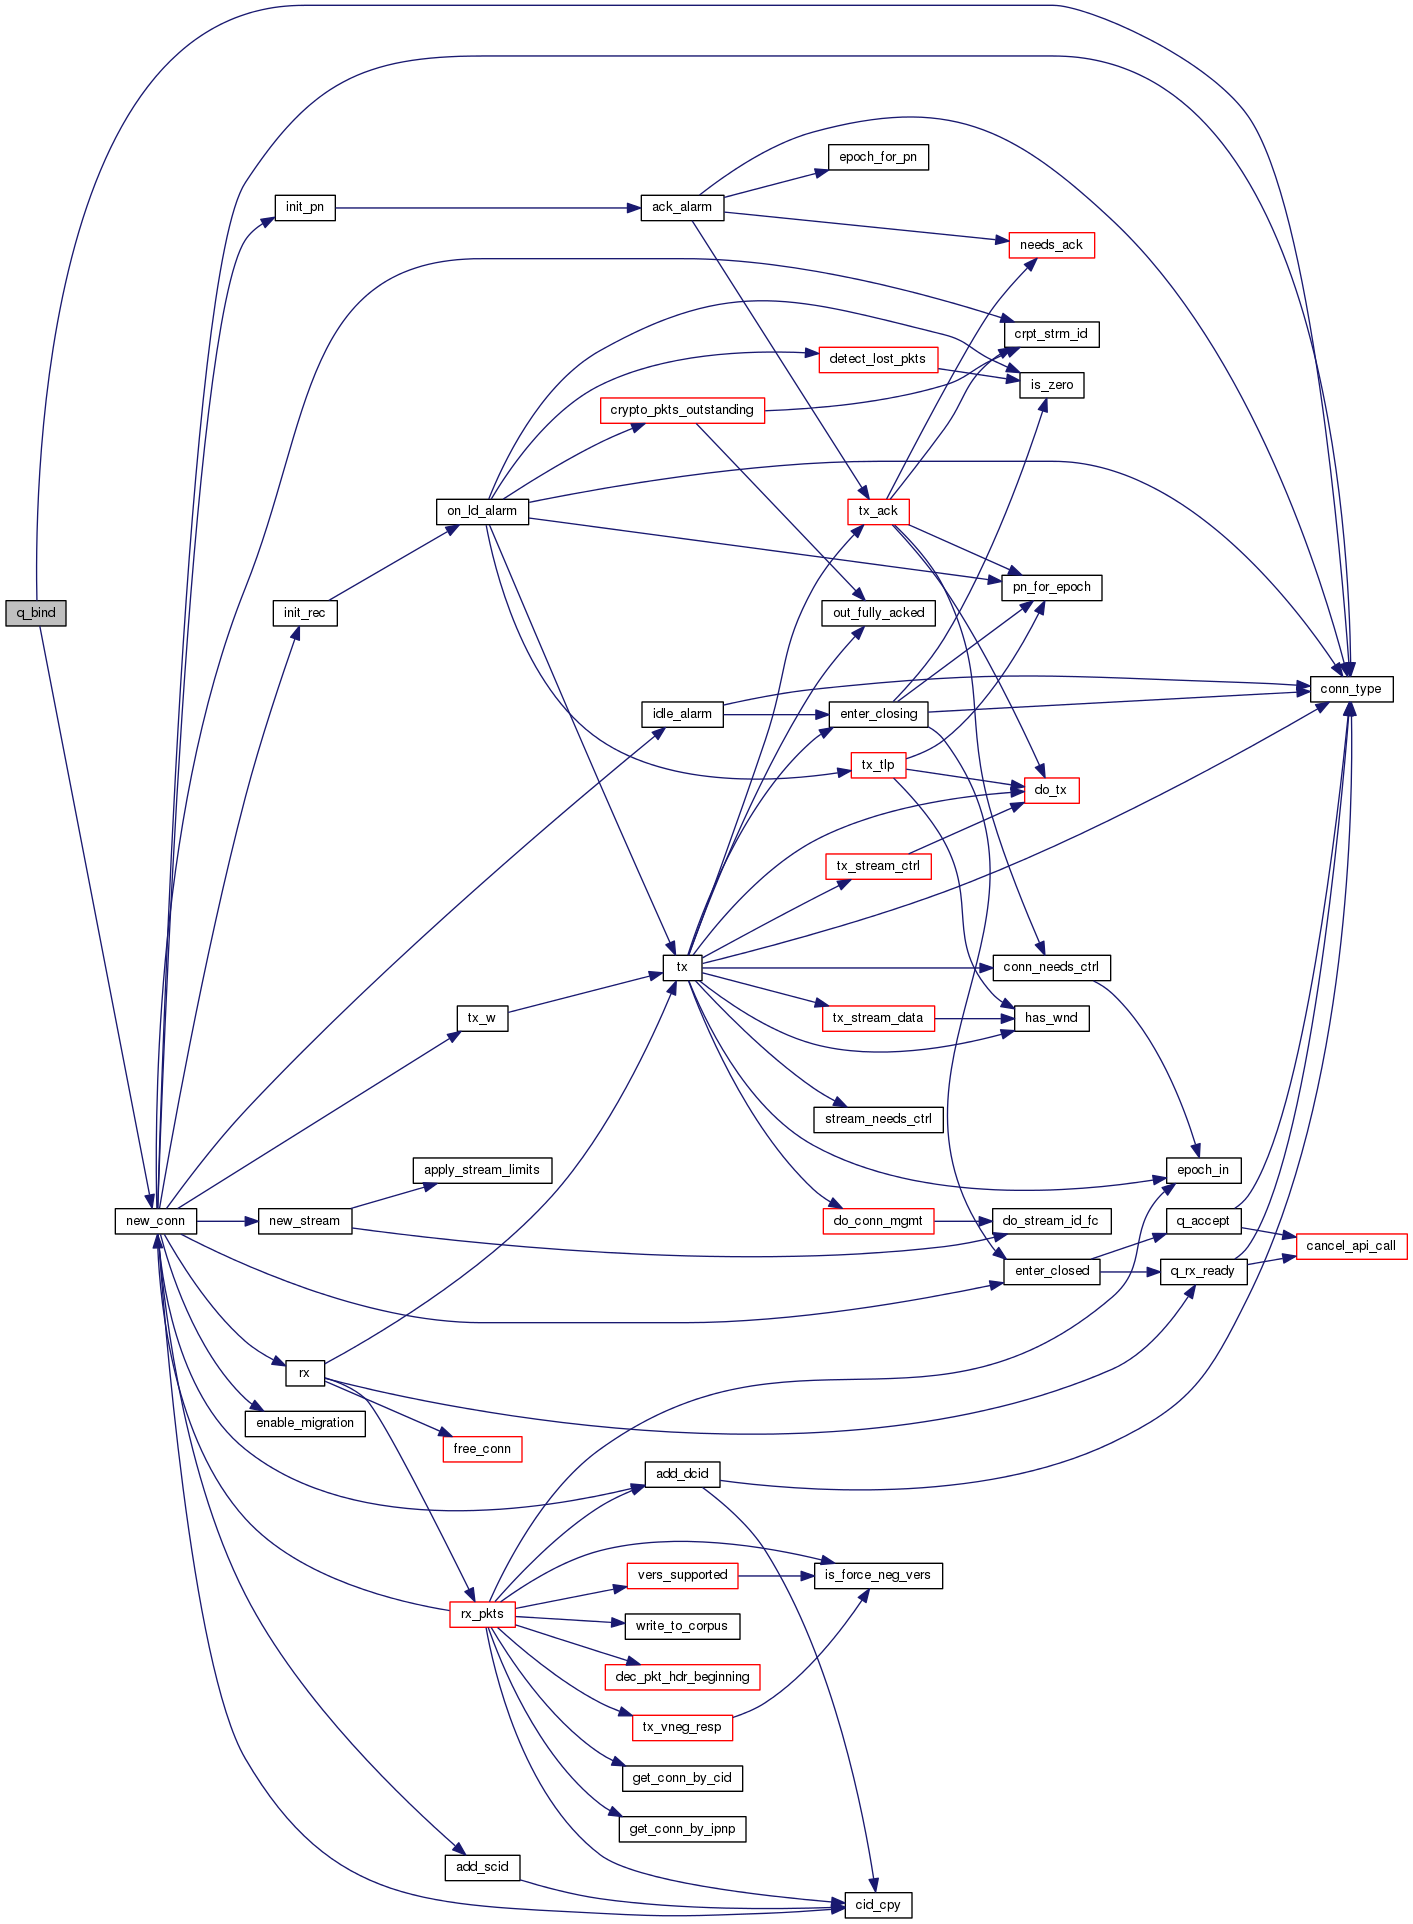 epoch_for_pn
init_pn
ack_alarm
needs_ack
crpt_strm_id
detect_lost_pkts
is_zero
crypto_pkts_outstanding
on_ld_alarm
tx_ack
pn_for_epoch
q_bind
init_rec
out_fully_acked
conn_type
idle_alarm
enter_closing
tx_tlp
do_tx
tx_stream_ctrl
tx
conn_needs_ctrl
tx_w
tx_stream_data
has_wnd
stream_needs_ctrl
apply_stream_limits
epoch_in
new_conn
new_stream
do_conn_mgmt
do_stream_id_fc
q_accept
cancel_api_call
enter_closed
q_rx_ready
rx
enable_migration
free_conn
add_dcid
vers_supported
is_force_neg_vers
rx_pkts
write_to_corpus
dec_pkt_hdr_beginning
tx_vneg_resp
get_conn_by_cid
get_conn_by_ipnp
add_scid
cid_cpy